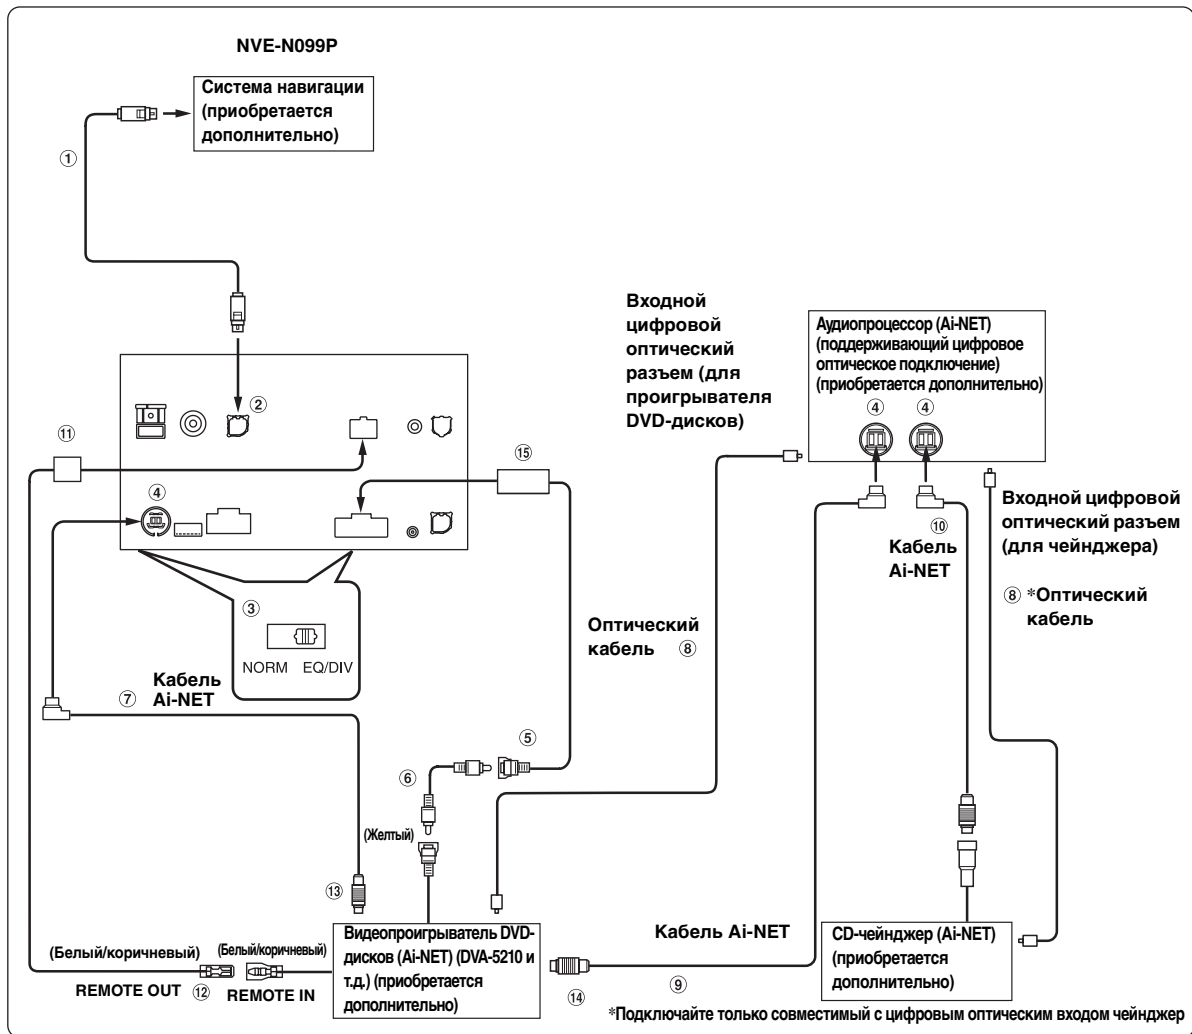 NVE-N099P
Система навигации
(приобретается
дополнительно)
①
②
Входной
цифровой
оптический
разъем (для
проигрывателя
DVD-дисков)
Аудиопроцессор (Ai-NET)
(поддерживающий цифровое
оптическое подключение)
(приобретается дополнительно)
④ ④
⑪
⑮
④
Входной цифровой
оптический разъем
(для чейнджера)
⑩
Кабель
Ai-NET
⑧ *Оптический
кабель
③
NORM EQ/DIV
Оптический
кабель ⑧
Кабель
Ai-NET
⑦
⑤
⑥
(Желтый)
⑬
Видеопроигрыватель DVD-
дисков (Ai-NET) (DVA-5210 и
т.д.) (приобретается
дополнительно)
Кабель Ai-NET
⑨
⑭
CD-чейнджер (Ai-NET)
(приобретается
дополнительно)
(Белый/коричневый) (Белый/коричневый)
REMOTE OUT ⑫ REMOTE IN
*Подключайте только совместимый с цифровым оптическим входом чейнджер